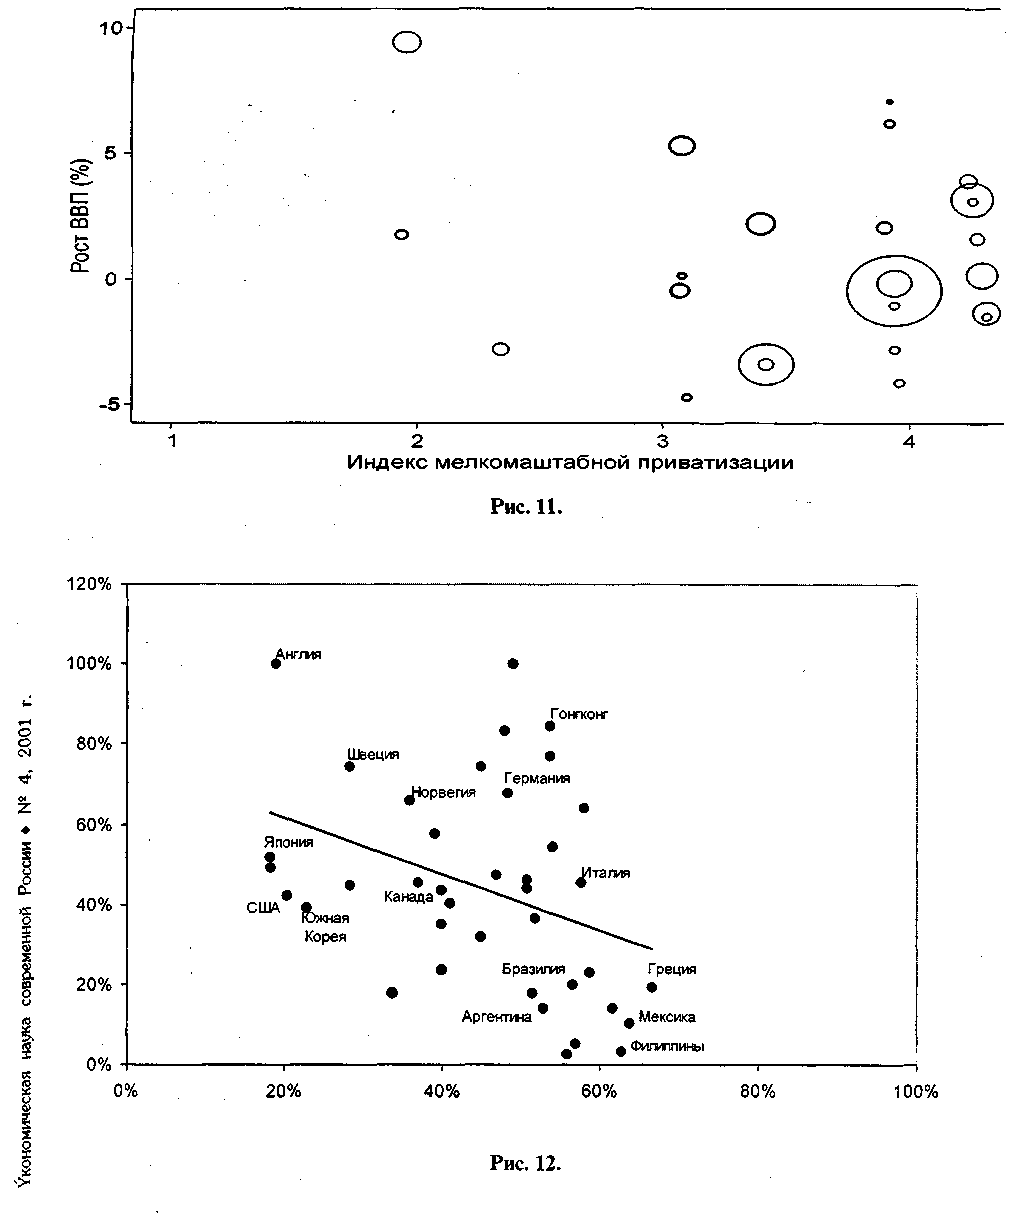 10
5
0
-5
Рост ВВП (%)
1 2 3 4
Индекс мелкомаштабной приватизации
Рис. 11.
120%
100%
80%
60%
40%
20%
0%
Англия
Гонгконг
Швеция
Германия
Норвегия
Япония
Италия
Канада
США
Южная
Корея
Бразилия
Греция
Аргентина
Мексика
Филиппины
0% 20% 40% 60% 80% 100%
Рис. 12.
Ўкономическая наука современной России ♦ № 4, 2001 г.